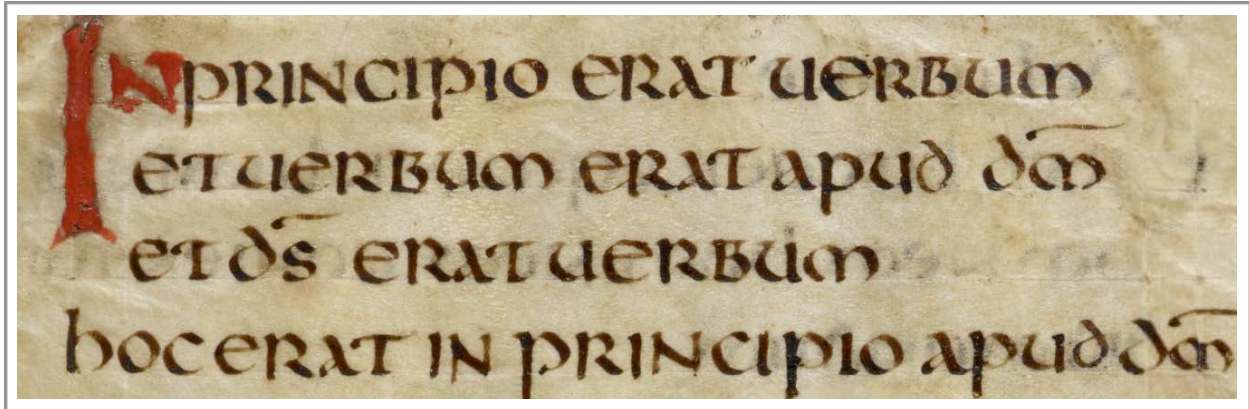 IN PRINCIPIO ERAT UERBUM
ET UERBUM ERAT APUD DM̅
ET DS̅ ERAT UERBUM
HOC ERAT IN PRINCIPIO APUD DM̅